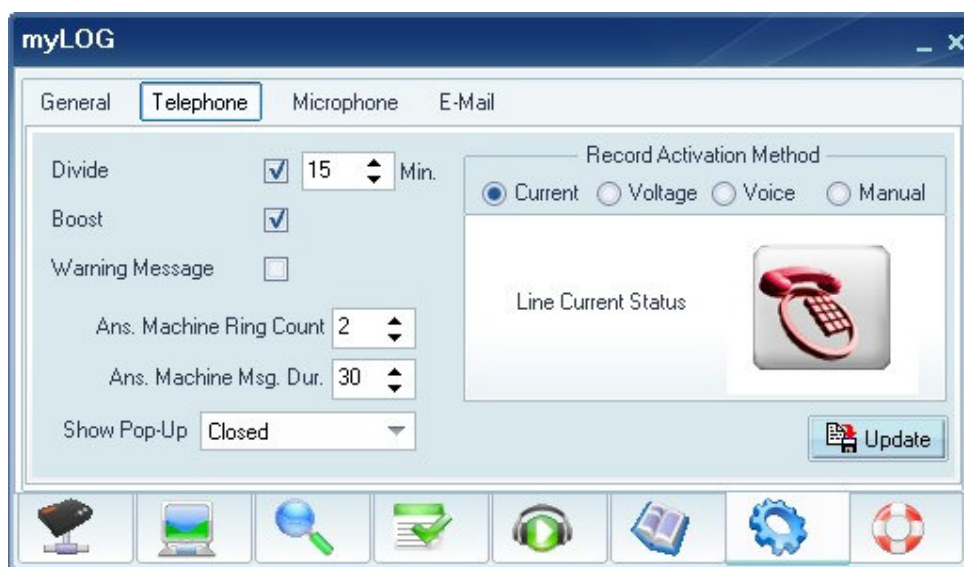 myLOG
General Telephone Microphone E-Mail
Divide 15 Min.
Boost
Warning Message
Ans. Machine Ring Count 2
Ans. Machine Msg. Dur. 30
Show Pop-Up Closed
Record Activation Method
Current Voltage Voice Manual
Line Current Status
Update